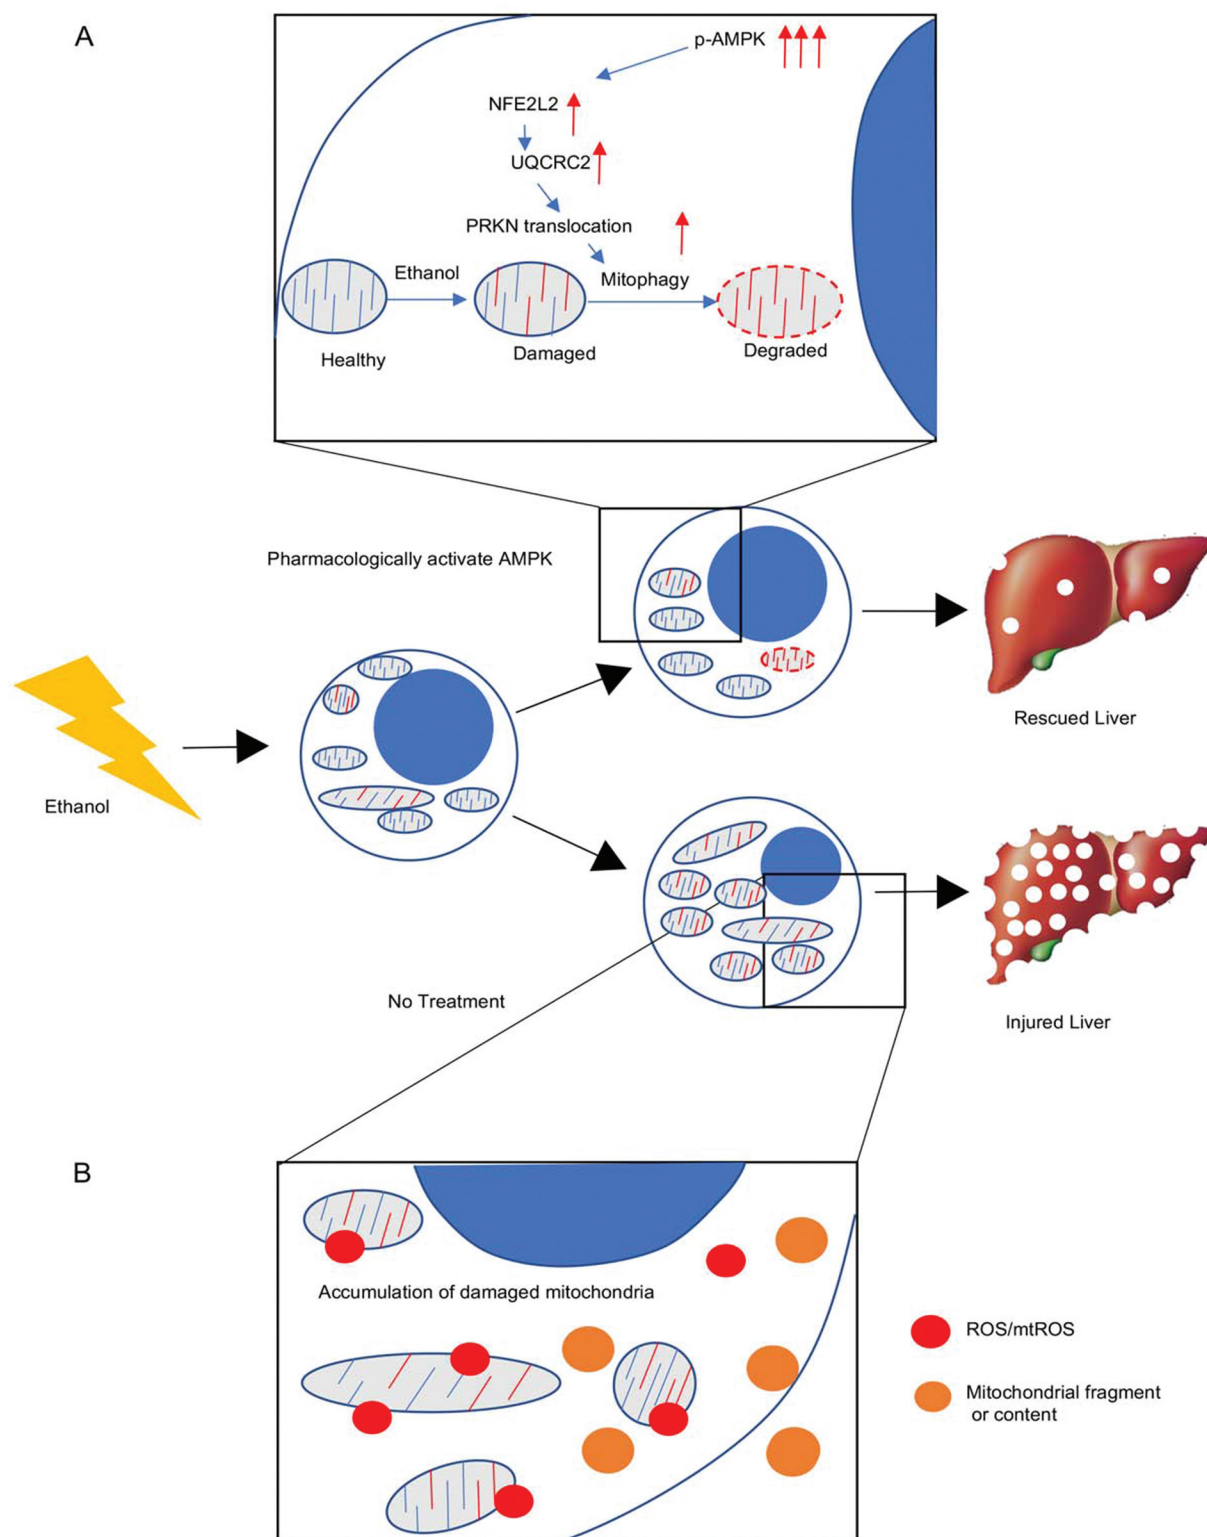 A
p-AMPK
NFE2L2
UQCRC2
PRKN translocation
Ethanol
Mitophagy
Healthy
Damaged
Degraded
Pharmacologically activate AMPK
Rescued Liver
Ethanol
No Treatment
Injured Liver
B
Accumulation of damaged mitochondria
ROS/mtROS
Mitochondrial fragment
or content